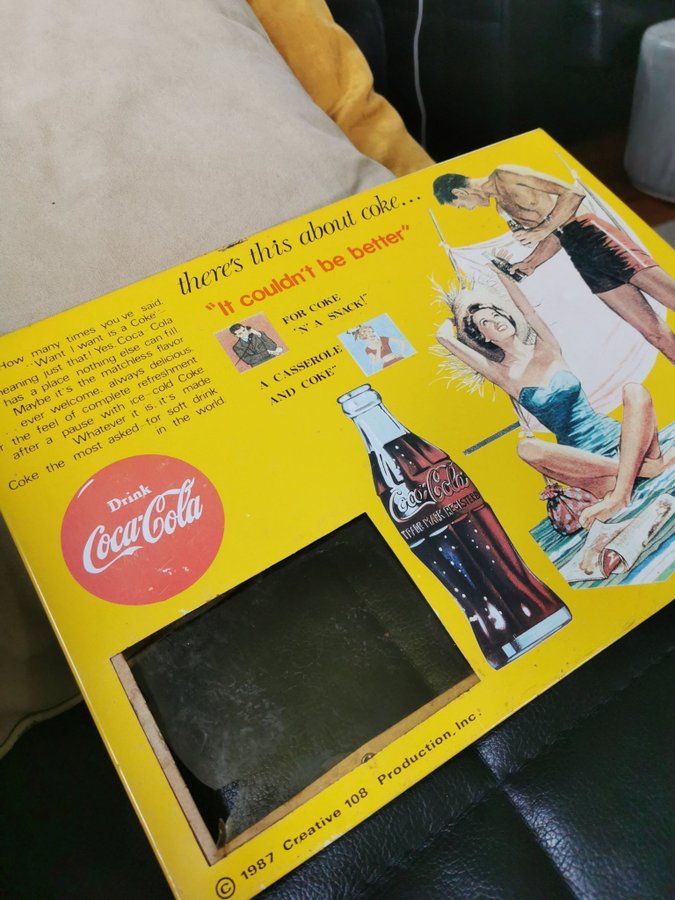 there's this about coke...
"It couldn't be better"
How many times you've said.
"Want I want is a Coke"–
meaning just that! Yes, Coca Cola
has a place nothing else can fill.
Maybe it's the matchless flavor
ever welcome, always delicious.
r the feel of complete refreshment
after a pause with ice–cold Coke
Whatever it is, it's made
Coke the most asked–for soft drink
in the world
FOR COKE
'N' A SNACK!"
A CASSEROLE
AND COKE"
Drink
Coca-Cola
Coca-Cola
TRADE MARK REGISTERED
© 1987 Creative 108 Production, Inc.